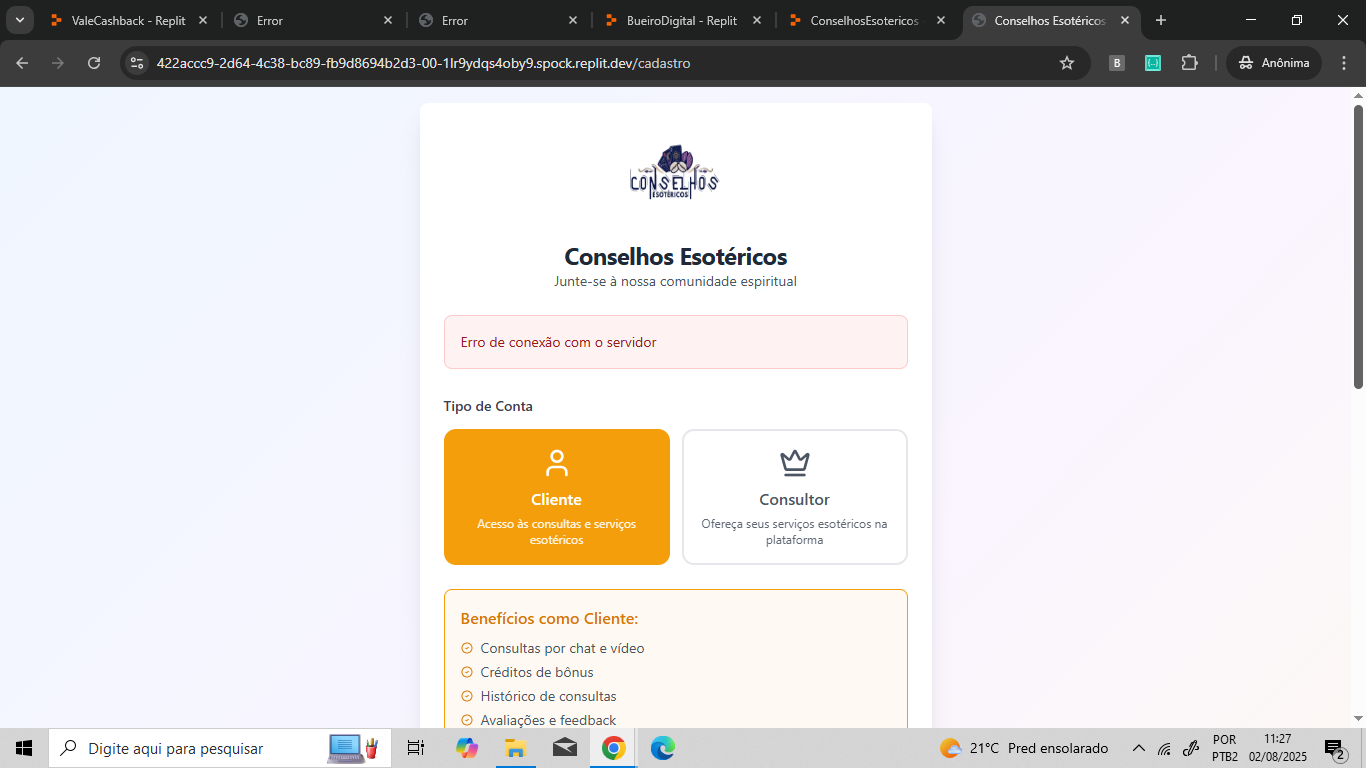 ValeCashback - Replit
Error
Error
BueiroDigital - Replit
ConselhosEsotericos
Conselhos Esotéricos
422accc9-2d64-4c38-bc89-fb9d8694b2d3-00-1lr9ydqs4oby9.spock.replit.dev/cadastro
B
Anônima
CONSELHOS
ESOTÉRICOS
Conselhos Esotéricos
Junte-se à nossa comunidade espiritual
Erro de conexão com o servidor
Tipo de Conta
Cliente
Acesso às consultas e serviços
esotéricos
Consultor
Ofereça seus serviços esotéricos na
plataforma
Benefícios como Cliente:
Consultas por chat e vídeo
Créditos de bônus
Histórico de consultas
Avaliações e feedback
Digite aqui para pesquisar
21°C Pred ensolarado
POR
PTB2
11:27
02/08/2025
2